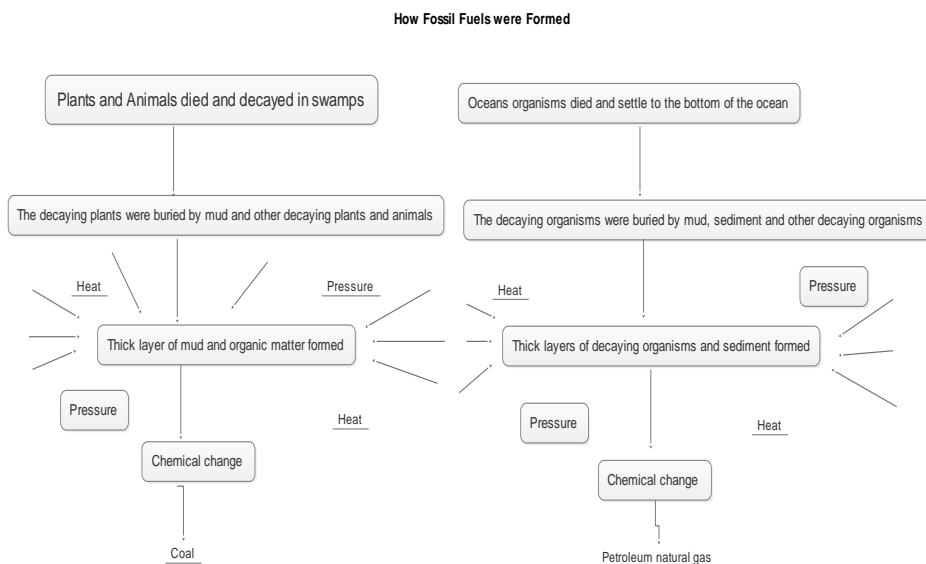 How Fossil Fuels were Formed
Plants and Animals died and decayed in swamps
Oceans organisms died and settle to the bottom of the ocean
The decaying plants were buried by mud and other decaying plants and animals
The decaying organisms were buried by mud, sediment and other decaying organisms
Heat
Pressure
Heat
Pressure
Thick layer of mud and organic matter formed
Thick layers of decaying organisms and sediment formed
Pressure
Heat
Pressure
Heat
Chemical change
Chemical change
Coal
Petroleum natural gas